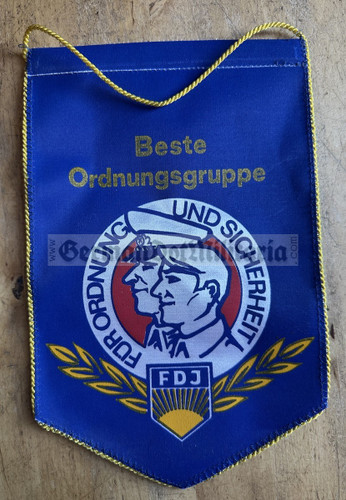 Beste
Ordnungsgruppe
FÜR ORDNUNG UND SICHERHEIT
FDJ